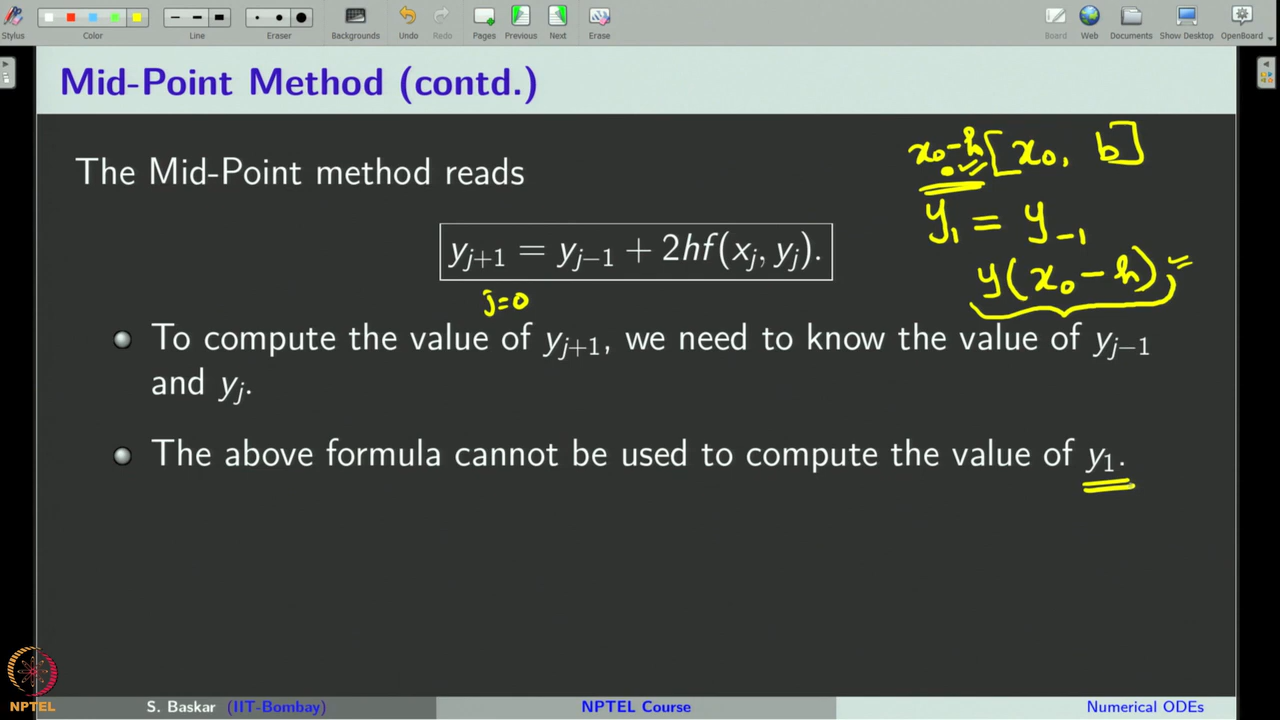 Stylus Color Line Eraser Backgrounds Undo Redo Pages Previous Next Erase Board Web Documents Show Desktop OpenBoard
Mid-Point Method (contd.)
x₀-h [x₀, b]
The Mid-Point method reads
y₁ = y₋₁
yⱼ₊₁ = yⱼ₋₁ + 2hf(xⱼ, yⱼ).
y(x₀-h)
j=0
To compute the value of yⱼ₊₁, we need to know the value of yⱼ₋₁
and yⱼ.
The above formula cannot be used to compute the value of y₁.
NPTEL
S. Baskar (IIT-Bombay) NPTEL Course Numerical ODEs